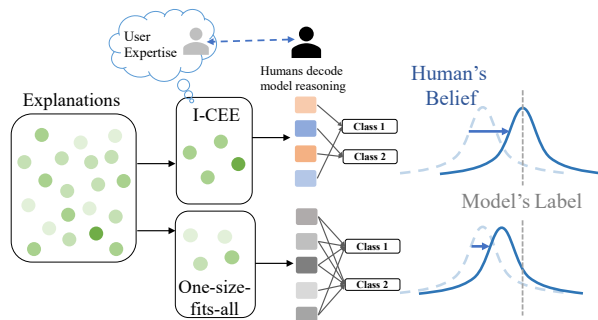 User
Expertise
Humans decode
model reasoning
Explanations
I-CEE
Class 1
Class 2
Human's
Belief
Model's Label
One-size-
fits-all
Class 1
Class 2